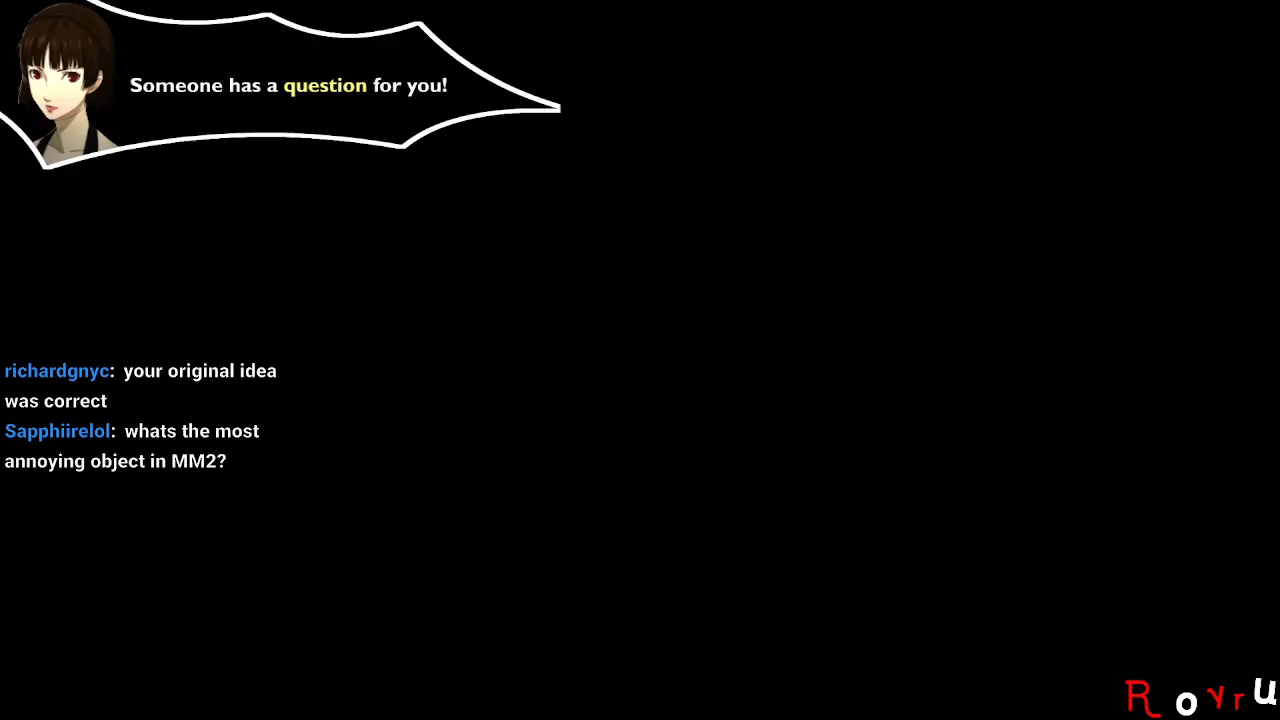 Someone has a question for you!
richardgnyc: your original idea
was correct
Sapphiirelol: whats the most
annoying object in MM2?
Royru